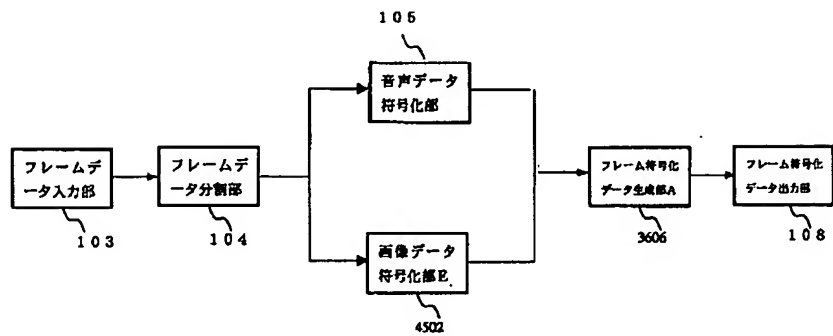 １０５
音声データ
符号化部
フレームデ
ータ入力部
１０３
フレームデ
ータ分割部
１０４
画像データ
符号化部Ｅ
4502
フレーム符号化
データ生成部Ａ
3606
フレーム符号化
データ出力部
１０８